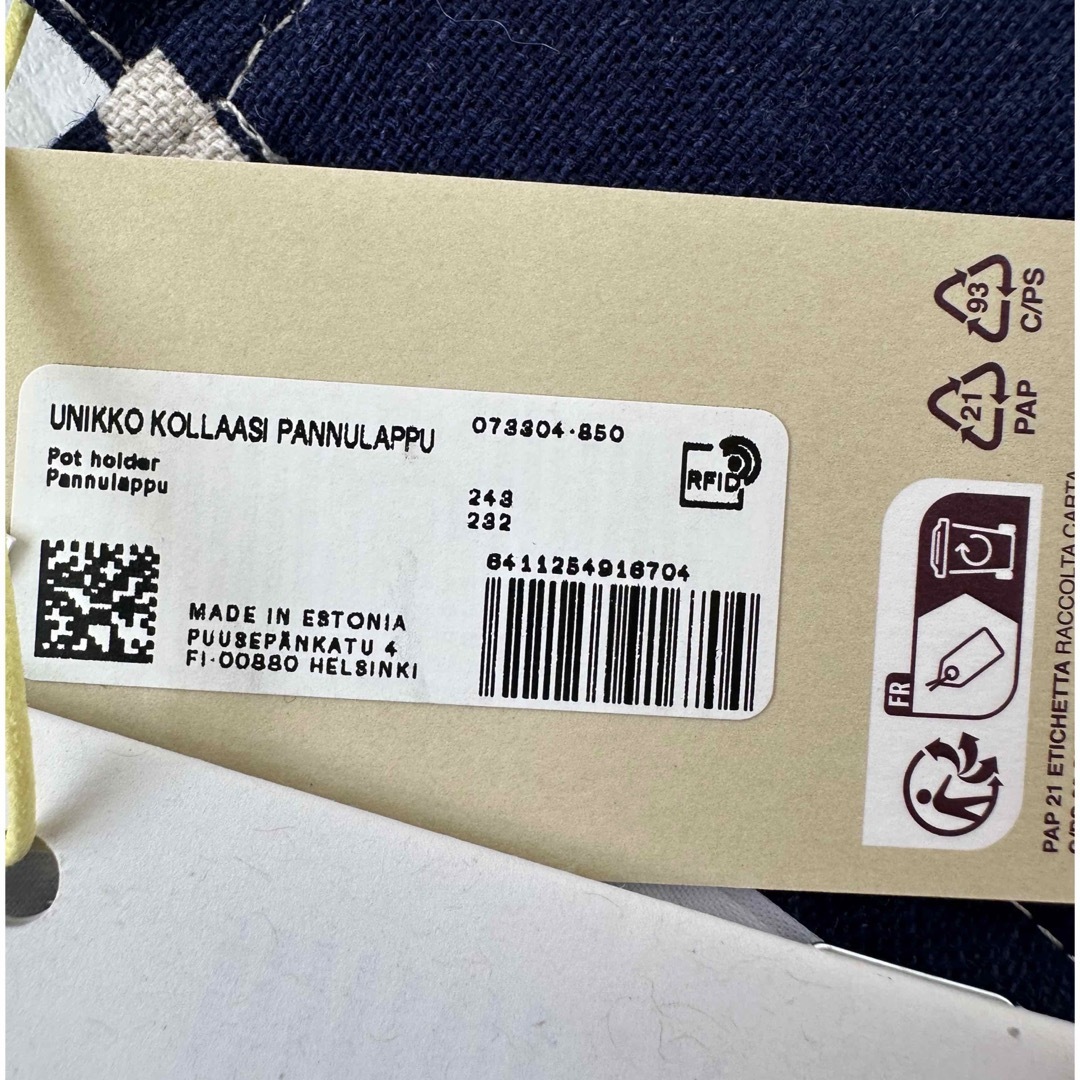 UNIKKO KOLLAASI PANNULAPPU
073304-850
Pot holder
Pannulappu
243
232
RFID
6411254916704
MADE IN ESTONIA
PUUSEPÄNKATU 4
FI-00880 HELSINKI
93
C/PS
21
PAP
FR
PAP 21 ETICHETTA RACCOLTA CARTA